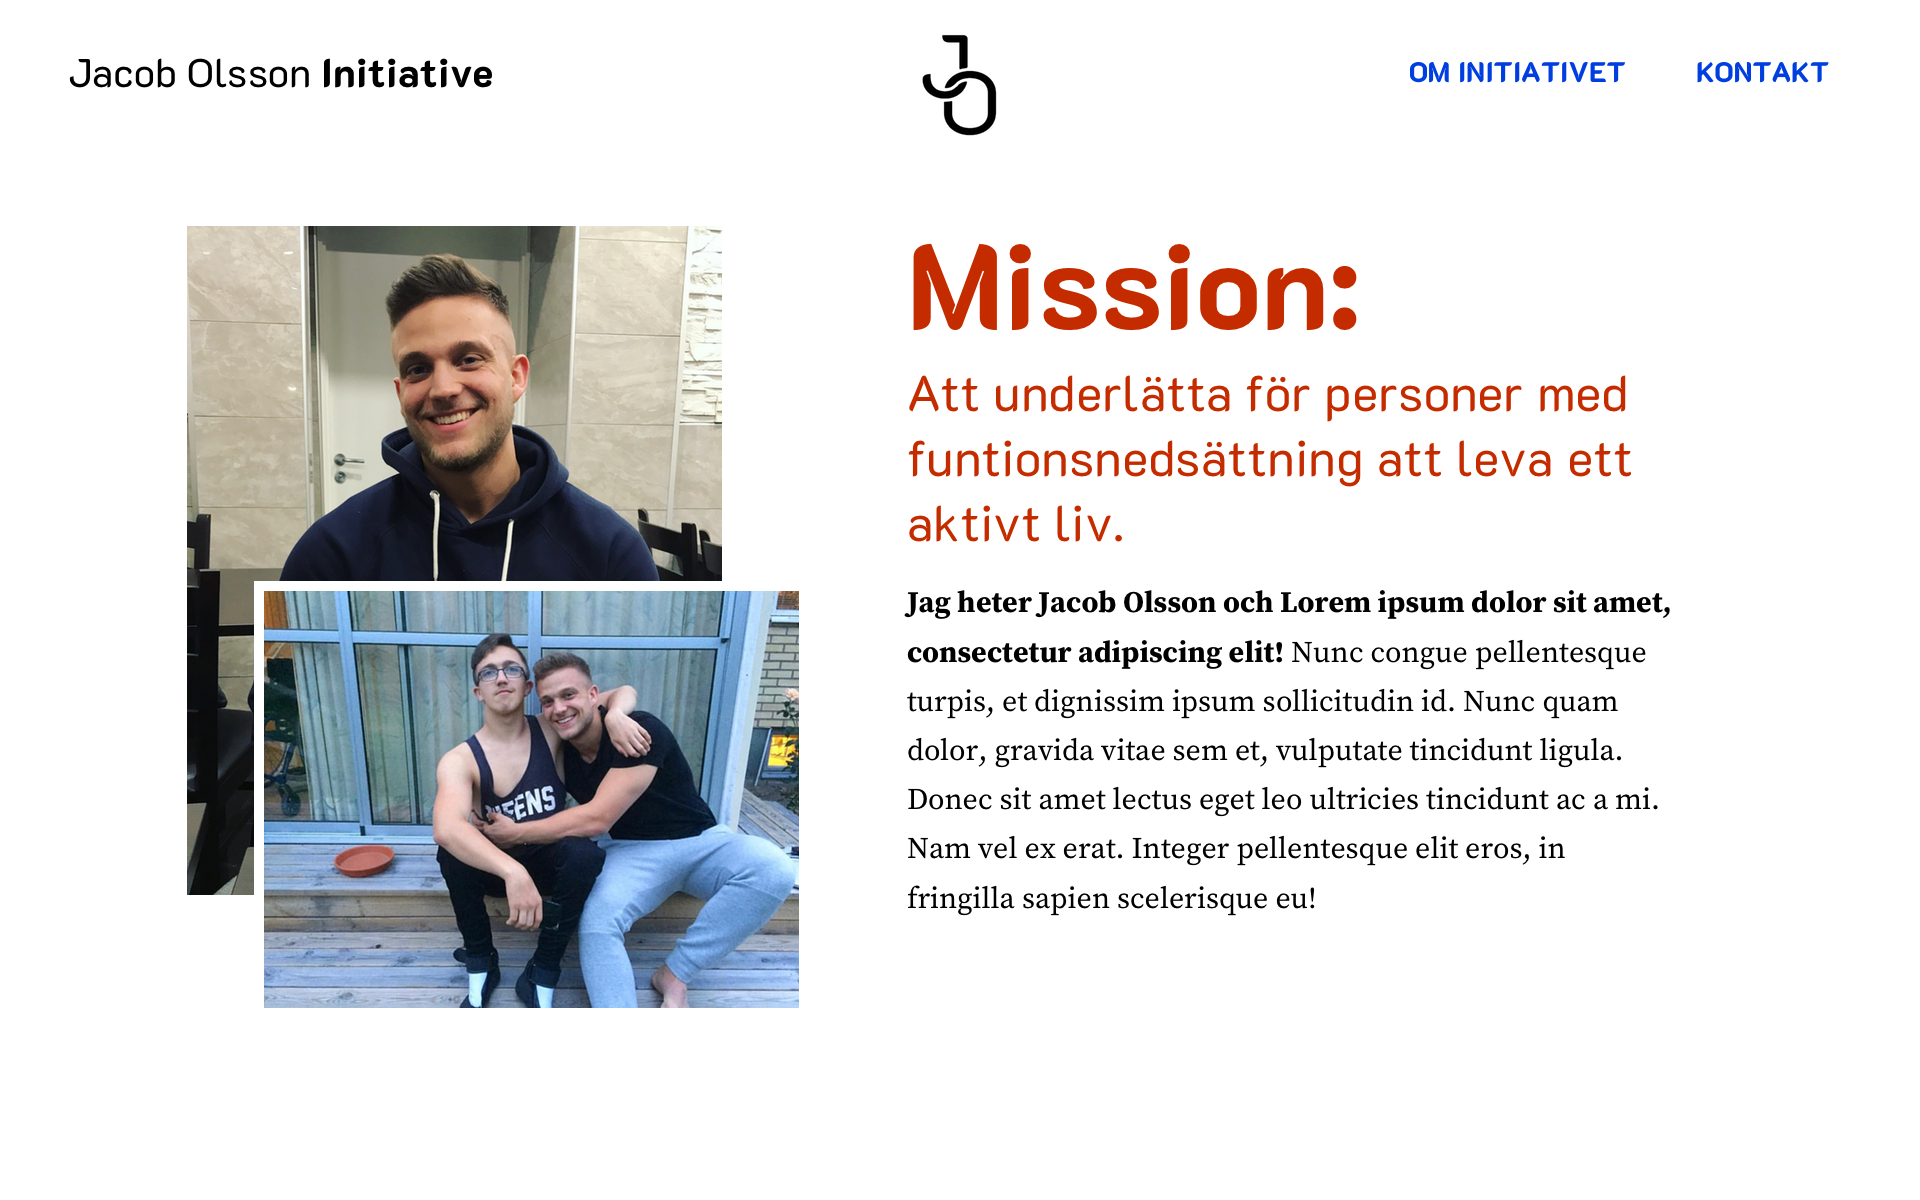 Jacob Olsson Initiative
JO
OM INITIATIVET
KONTAKT
Mission:
Att underlätta för personer med
funtionsnedsättning att leva ett
aktivt liv.
Jag heter Jacob Olsson och Lorem ipsum dolor sit amet,
consectetur adipiscing elit! Nunc congue pellentesque
turpis, et dignissim ipsum sollicitudin id. Nunc quam
dolor, gravida vitae sem et, vulputate tincidunt ligula.
Donec sit amet lectus eget leo ultricies tincidunt ac a mi.
Nam vel ex erat. Integer pellentesque elit eros, in
fringilla sapien scelerisque eu!